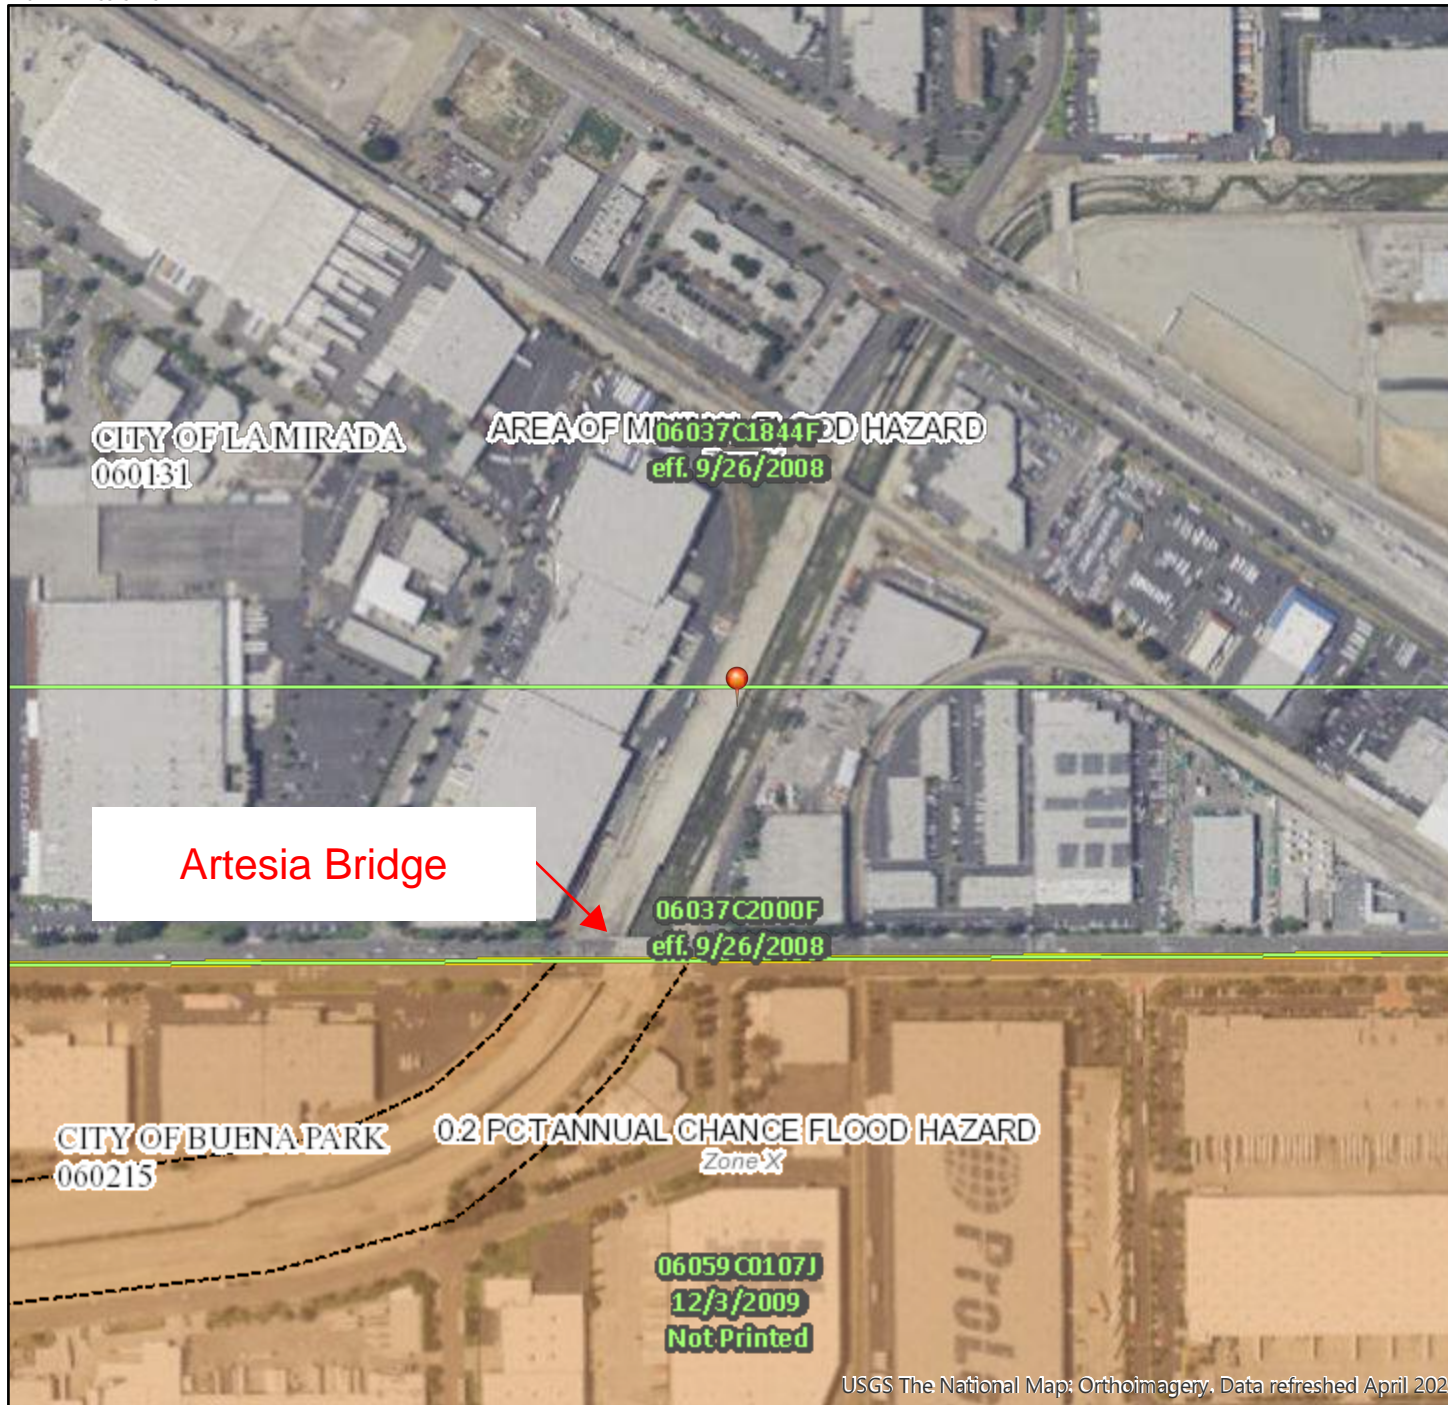 CITY OF LA MIRADA
060131
AREA OF MINIMAL FLOOD HAZARD
06037C1844F
eff. 9/26/2008
Artesia Bridge
06037C2000F
eff. 9/26/2008
CITY OF BUENA PARK
060215
0.2 PCT ANNUAL CHANCE FLOOD HAZARD
Zone X
06059C0107J
12/3/2009
Not Printed
USGS The National Map: Orthoimagery. Data refreshed April 202